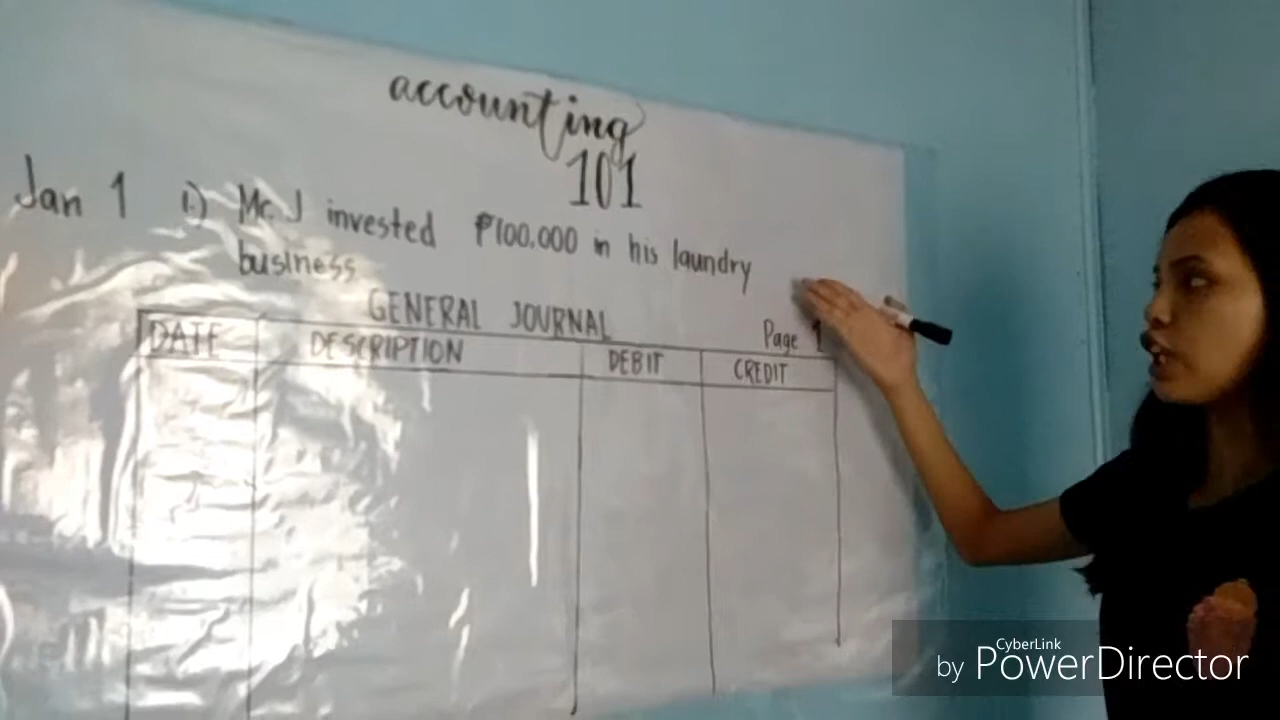 accounting
101
Jan 1 1.) Mr. J invested ₱100,000 in his laundry
business
GENERAL JOURNAL
Page 1
DATE DESCRIPTION DEBIT CREDIT
CyberLink
by PowerDirector